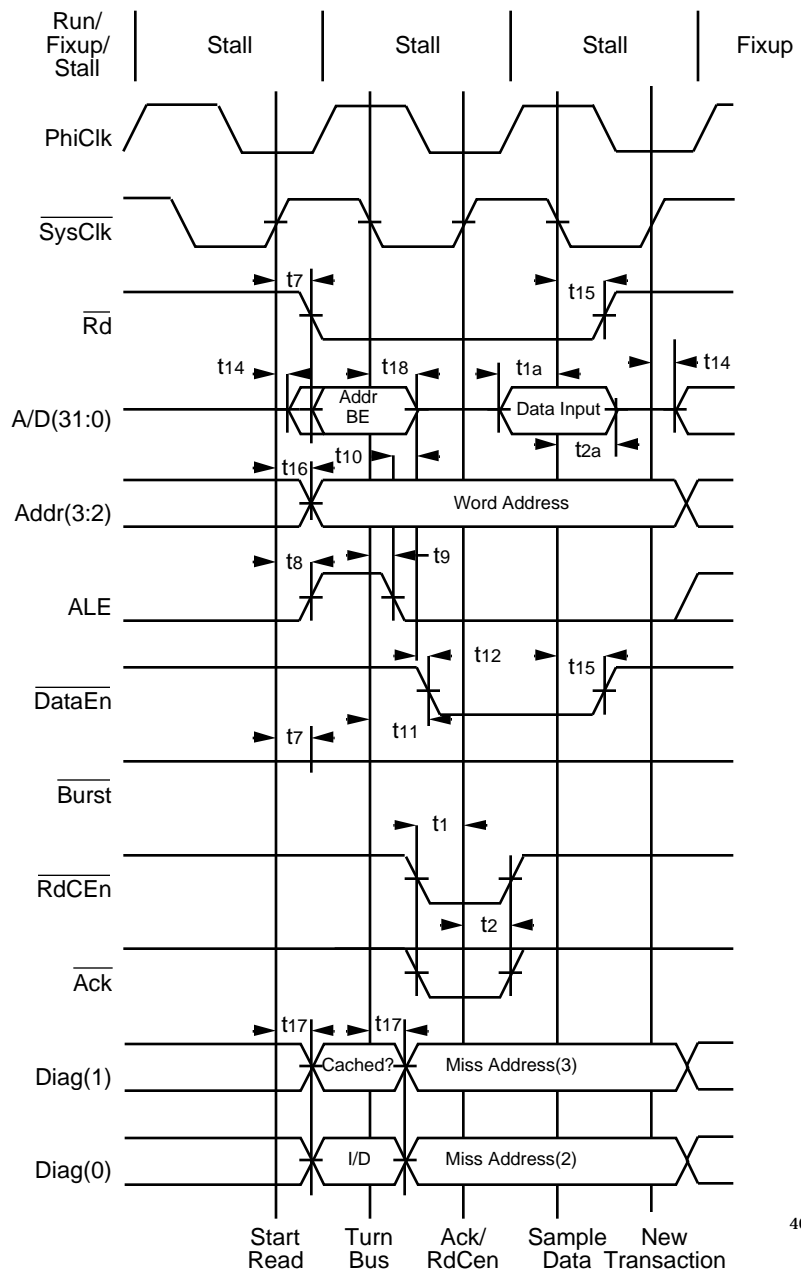 Run/
Fixup/
Stall
Stall
Stall
Stall
Fixup
PhiClk
SysClk
t7
t15
Rd
t14
t18
t1a
t14
A/D(31:0)
Addr
BE
Data Input
t10
t2a
t16
Addr(3:2)
Word Address
t8
t9
ALE
t12
t15
DataEn
t7
t11
Burst
t1
RdCEn
t2
Ack
t17
t17
Diag(1)
Cached?
Miss Address(3)
Diag(0)
I/D
Miss Address(2)
Start
Read
Turn
Bus
Ack/
RdCen
Sample
Data
New
Transaction